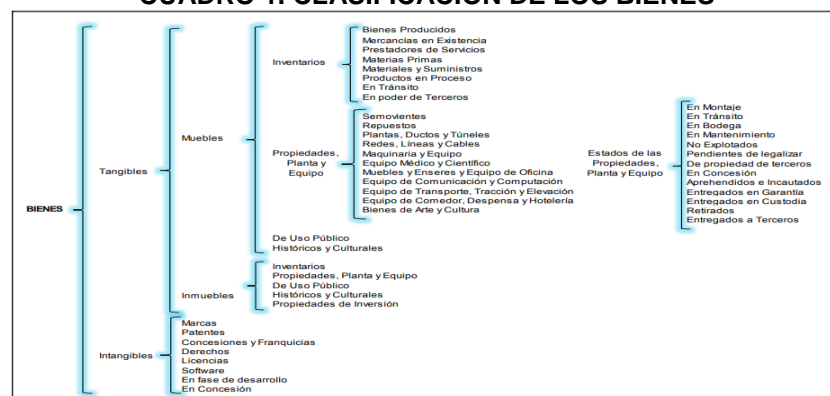 CUADRO 4. CLASIFICACIÓN DE LOS BIENES
BIENES
Tangibles
Muebles
Inventarios
Bienes Producidos
Mercancías en Existencia
Prestadores de Servicios
Materias Primas
Materiales y Suministros
Productos en Proceso
En Tránsito
En poder de Terceros
Propiedades,
Planta y
Equipo
Semovientes
Repuestos
Plantas, Ductos y Túneles
Redes, Líneas y Cables
Maquinaria y Equipo
Equipo Médico y Científico
Muebles y Enseres y Equipo de Oficina
Equipo de Comunicación y Computación
Equipo de Transporte, Tracción y Elevación
Equipo de Comedor, Despensa y Hotelería
Bienes de Arte y Cultura
Estados de las
Propiedades,
Planta y Equipo
En Montaje
En Tránsito
En Bodega
En Mantenimiento
No Explotados
Pendientes de legalizar
De propiedad de terceros
En Concesión
Aprehendidos e Incautados
Entregados en Garantía
Entregados en Custodia
Retirados
Entregados a Terceros
De Uso Público
Históricos y Culturales
Inmuebles
Inventarios
Propiedades, Planta y Equipo
De Uso Público
Históricos y Culturales
Propiedades de Inversión
Intangibles
Marcas
Patentes
Concesiones y Franquicias
Derechos
Licencias
Software
En fase de desarrollo
En Concesión